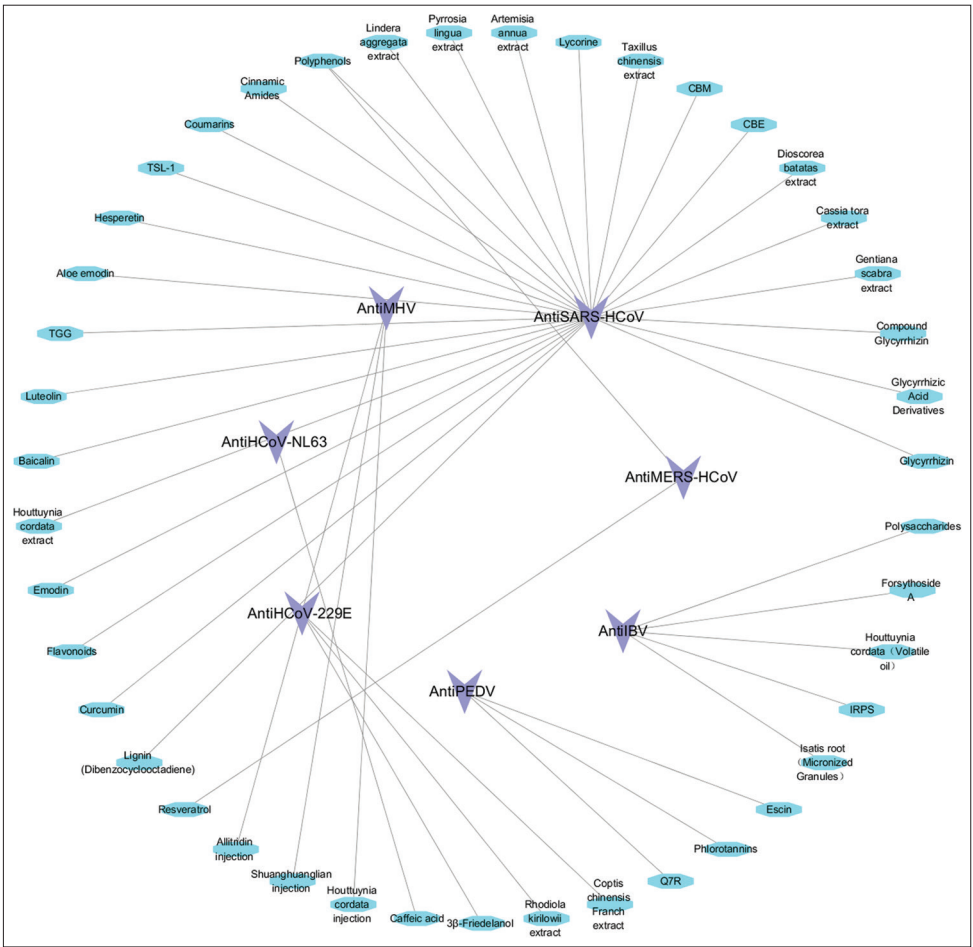 Pyrrosia
lingua
extract
Artemisia
annua
extract
Lindera
aggregata
extract
Lycorine
Taxillus
chinensis
extract
Polyphenols
CBM
Cinnamic
Amides
CBE
Coumarins
Dioscorea
batatas
extract
TSL-1
Cassia tora
extract
Hesperetin
Gentiana
scabra
extract
Aloe emodin
AntiMHV
AntiSARS-HCoV
TGG
Compound
Glycyrrhizin
Luteolin
Glycyrrhizic
Acid
Derivatives
AntiHCoV-NL63
Baicalin
Glycyrrhizin
AntiMERS-HCoV
Houttuynia
cordata
extract
Polysaccharides
Emodin
Forsythoside
A
AntiHCoV-229E
AntiIBV
Flavonoids
Houttuynia
cordata（Volatile
oil）
AntiPEDV
Curcumin
IRPS
Lignin
(Dibenzocyclooctadiene)
Isatis root
（Micronized
Granules）
Resveratrol
Escin
Allitridin
injection
Phlorotannins
Shuanghuanglian
injection
Q7R
Houttuynia
cordata
injection
Caffeic acid
3β-Friedelanol
Rhodiola
kirilowii
extract
Coptis
chinensis
Franch
extract